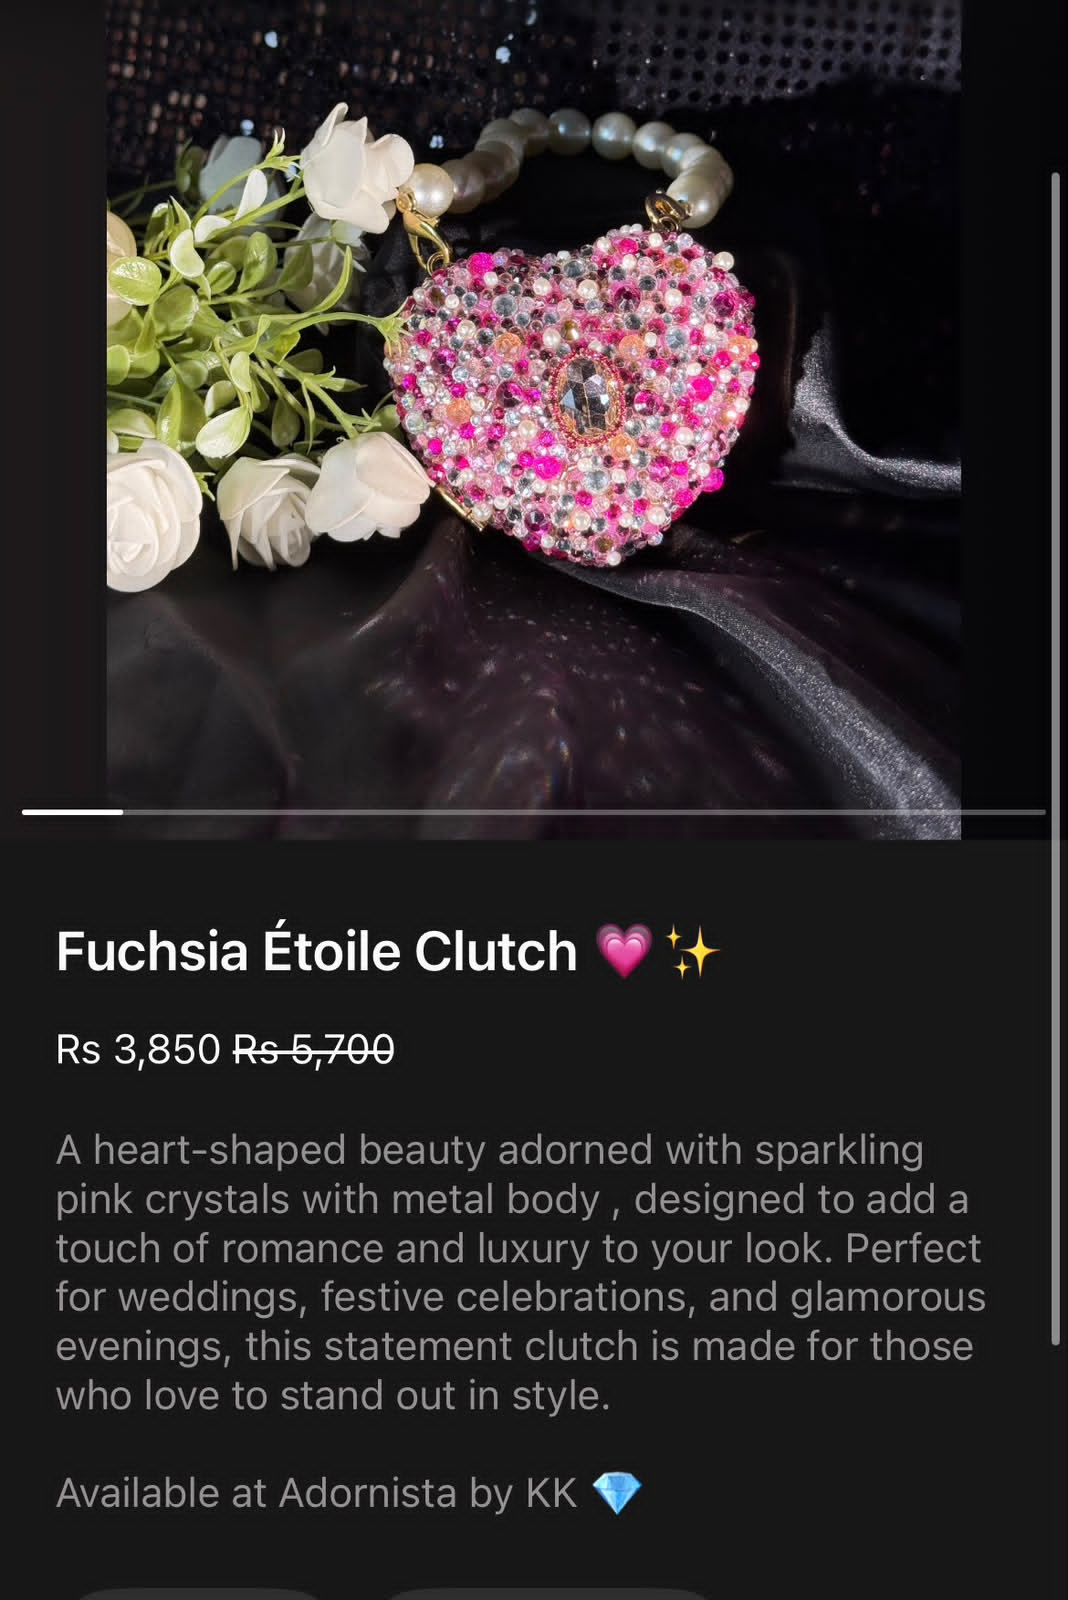 Fuchsia Étoile Clutch 💗✨
Rs 3,850 Rs 5,700
A heart-shaped beauty adorned with sparkling
pink crystals with metal body , designed to add a
touch of romance and luxury to your look. Perfect
for weddings, festive celebrations, and glamorous
evenings, this statement clutch is made for those
who love to stand out in style.
Available at Adornista by KK 💎